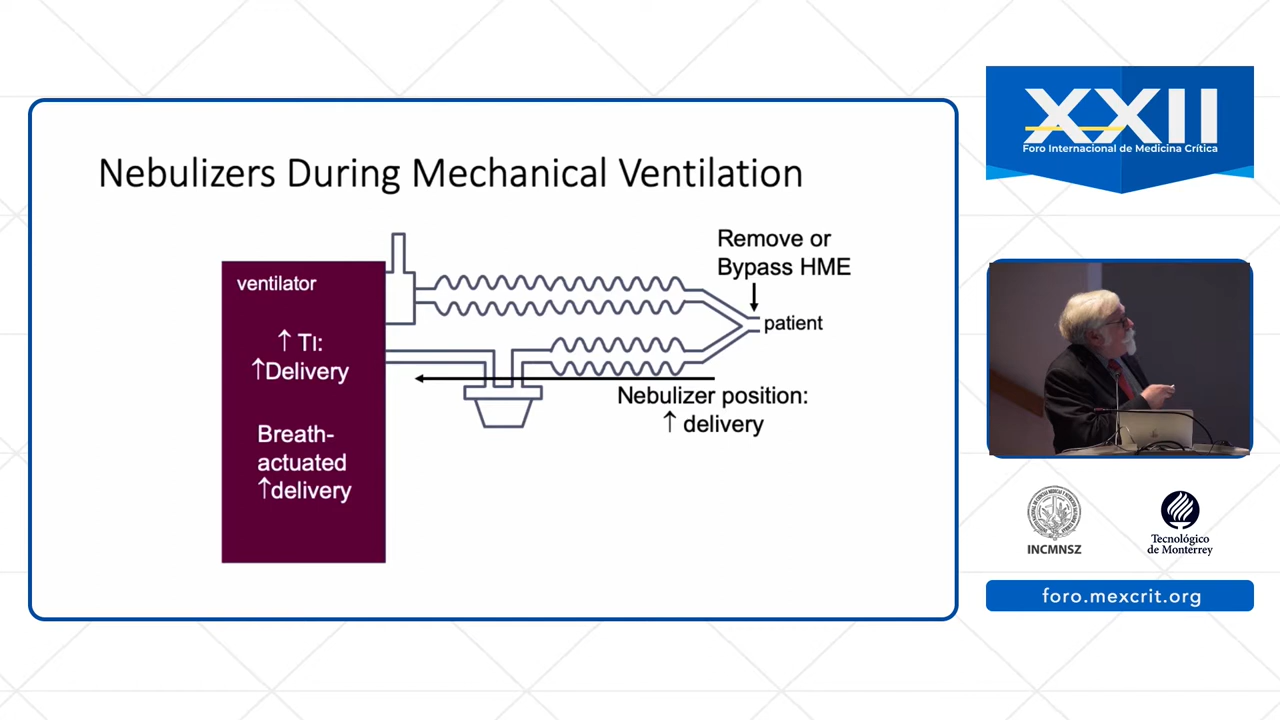 Nebulizers During Mechanical Ventilation
ventilator
↑ TI:
↑Delivery
Breath-
actuated
↑delivery
Remove or
Bypass HME
patient
Nebulizer position:
↑ delivery
XXII
Foro Internacional de Medicina Crítica
INCMNSZ
Tecnológico
de Monterrey
foro.mexcrit.org